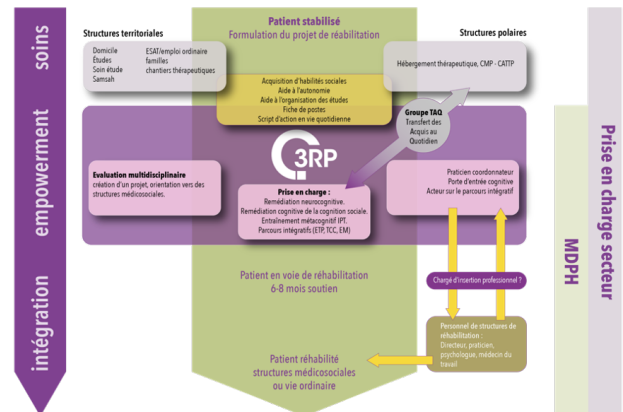 soins
empowerment
intégration
Patient stabilisé
Formulation du projet de réabilitation
Structures territoriales
Domicile
Études
Soin étude
Samsah
ESAT/emploi ordinaire
familles
chantiers thérapeutiques
Structures polaires
Hébergement thérapeutique, CMP - CATTP
Acquisition d'habilités sociales
Aide à l'autonomie
Aide à l'organisation des études
Fiche de postes
Script d'action en vie quotidienne
Groupe TAQ
Transfert des
Acquis au
Quotidien
C3RP
Evaluation multidisciplinaire
création d'un projet, orientation vers des
structures médicosociales.
Prise en charge :
Remédiation neurocognitive.
Remédiation cognitive de la cognition sociale.
Entraînement métacognitif IPT.
Parcours intégratifs (ETP, TCC, EM)
Praticien coordonnateur
Porte d'entrée cognitive
Acteur sur le parcours intégratif
Patient en voie de réhabilitation
6-8 mois soutien
Chargé d'insertion professionnel ?
Personnel de structures de
réhabilitation :
Directeur, praticien,
psychologue, médecin du
travail
Patient réhabilité
structures médicosociales
ou vie ordinaire
MDPH
Prise en charge secteur